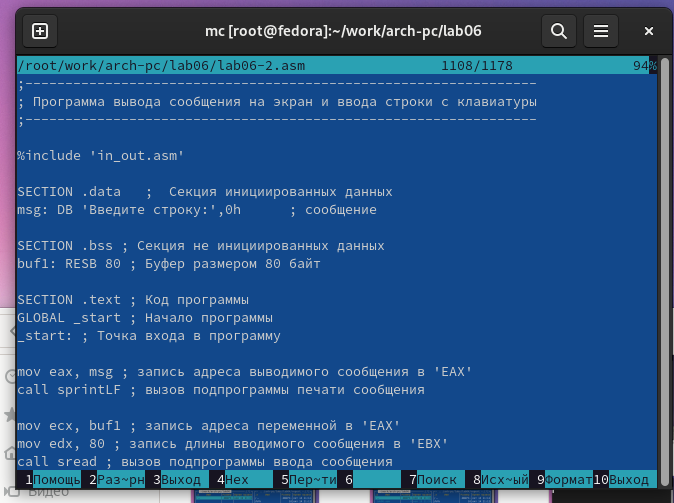 mc [root@fedora]:~/work/arch-pc/lab06
/root/work/arch-pc/lab06/lab06-2.asm 1108/1178 94%
;----------------------------------------------------------------
; Программа вывода сообщения на экран и ввода строки с клавиатуры
;----------------------------------------------------------------
%include 'in_out.asm'
SECTION .data ; Секция инициированных данных
msg: DB 'Введите строку:',0h ; сообщение
SECTION .bss ; Секция не инициированных данных
buf1: RESB 80 ; Буфер размером 80 байт
SECTION .text ; Код программы
GLOBAL _start ; Начало программы
_start: ; Точка входа в программу
mov eax, msg ; запись адреса выводимого сообщения в 'EAX'
call sprintLF ; вызов подпрограммы печати сообщения
mov ecx, buf1 ; запись адреса переменной в 'EAX'
mov edx, 80 ; запись длины вводимого сообщения в 'EBX'
call sread ; вызов подпрограммы ввода сообщения
1Помощь 2Раз~рн 3Выход 4Hex 5Пер~ти 6 7Поиск 8Исх~ый 9Формат 10Выход
Видео